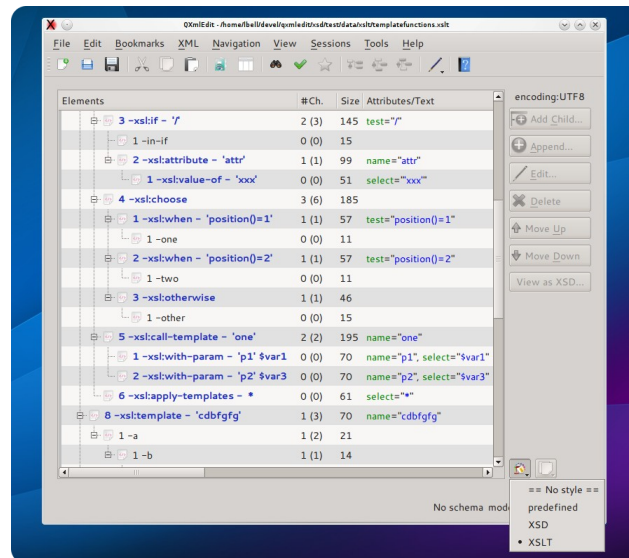 QXmlEdit - /home/lbell/devel/qxmledit/xsd/test/data/xslt/templatefunctions.xslt
File Edit Bookmarks XML Navigation View Sessions Tools Help
Elements #Ch. Size Attributes/Text
3 -xsl:if - '/' 2 (3) 145 test="/"
1 -in-if 0 (0) 15
2 -xsl:attribute - 'attr' 1 (1) 99 name="attr"
1 -xsl:value-of - 'xxx' 0 (0) 51 select="'xxx'"
4 -xsl:choose 3 (6) 185
1 -xsl:when - 'position()=1' 1 (1) 57 test="position()=1"
1 -one 0 (0) 11
2 -xsl:when - 'position()=2' 1 (1) 57 test="position()=2"
1 -two 0 (0) 11
3 -xsl:otherwise 1 (1) 46
1 -other 0 (0) 15
5 -xsl:call-template - 'one' 2 (2) 195 name="one"
1 -xsl:with-param - 'p1' $var1 0 (0) 70 name="p1", select="$var1"
2 -xsl:with-param - 'p2' $var3 0 (0) 70 name="p2", select="$var3"
6 -xsl:apply-templates - * 0 (0) 61 select="*"
8 -xsl:template - 'cdbfgfg' 1 (3) 70 name="cdbfgfg"
1 -a 1 (2) 21
1 -b 1 (1) 14
encoding:UTF8
Add Child...
Append...
Edit...
Delete
Move Up
Move Down
View as XSD...
No schema mod
== No style ==
predefined
XSD
• XSLT